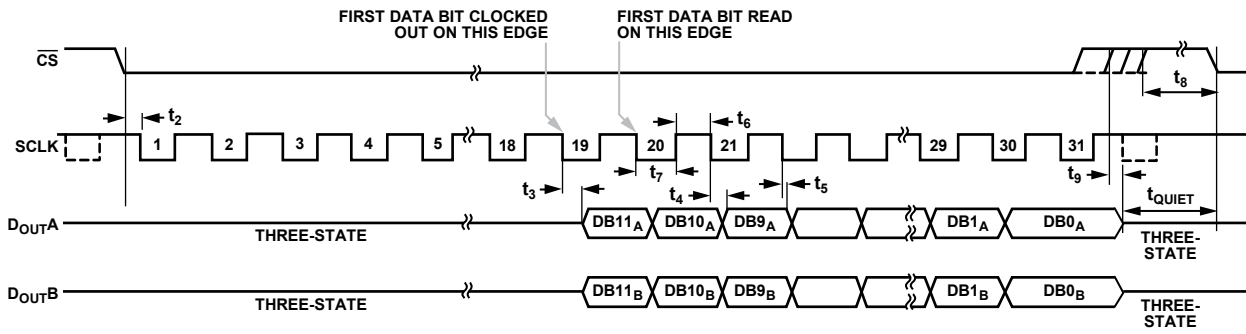 FIRST DATA BIT CLOCKED
OUT ON THIS EDGE
FIRST DATA BIT READ
ON THIS EDGE
CS
t8
t2
t6
SCLK
1 2 3 4 5 18 19 20 21 29 30 31
t3
t7
t4
t5
t9
tQUIET
DOUTA
THREE-STATE
DB11A DB10A DB9A DB1A DB0A
THREE-
STATE
DOUTB
THREE-STATE
DB11B DB10B DB9B DB1B DB0B
THREE-
STATE